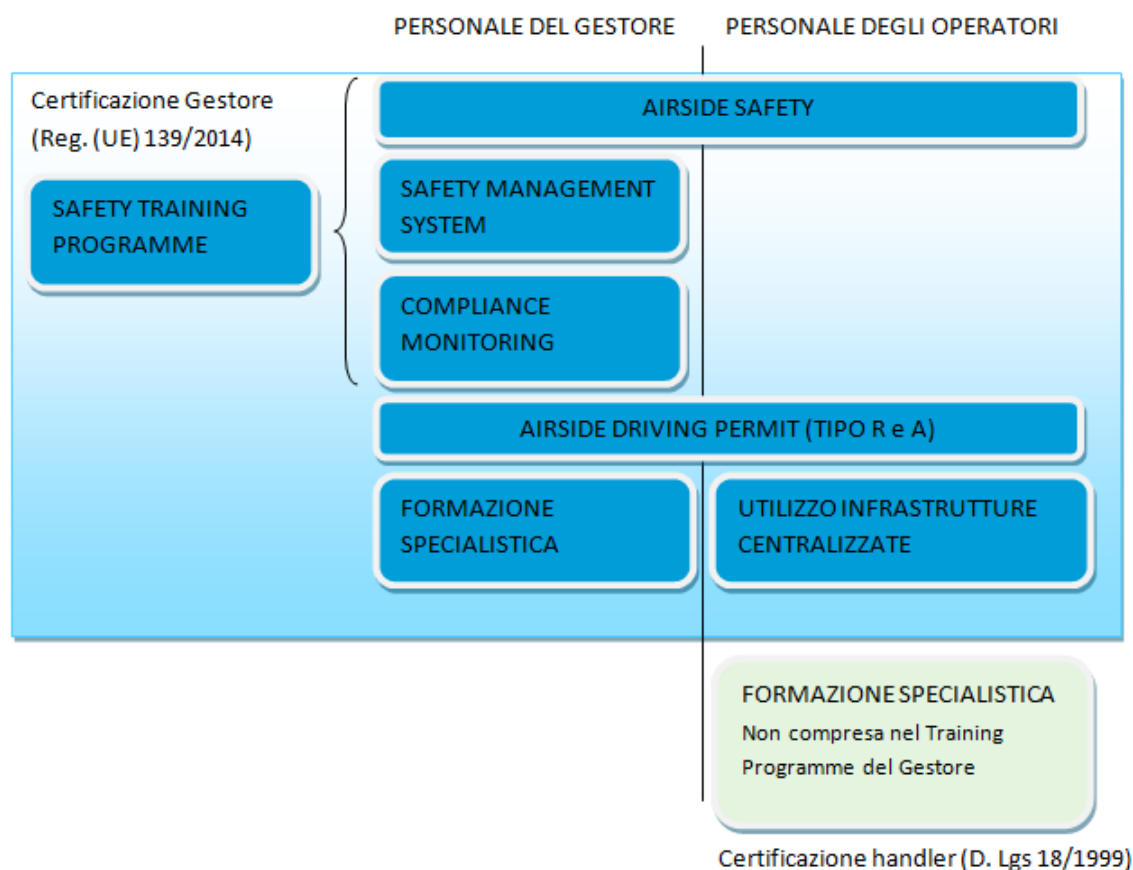 PERSONALE DEL GESTORE
PERSONALE DEGLI OPERATORI
Certificazione Gestore
(Reg. (UE) 139/2014)
SAFETY TRAINING
PROGRAMME
AIRSIDE SAFETY
SAFETY MANAGEMENT
SYSTEM
COMPLIANCE
MONITORING
AIRSIDE DRIVING PERMIT (TIPO R e A)
FORMAZIONE
SPECIALISTICA
UTILIZZO INFRASTRUTTURE
CENTRALIZZATE
FORMAZIONE SPECIALISTICA
Non compresa nel Training
Programme del Gestore
Certificazione handler (D. Lgs 18/1999)